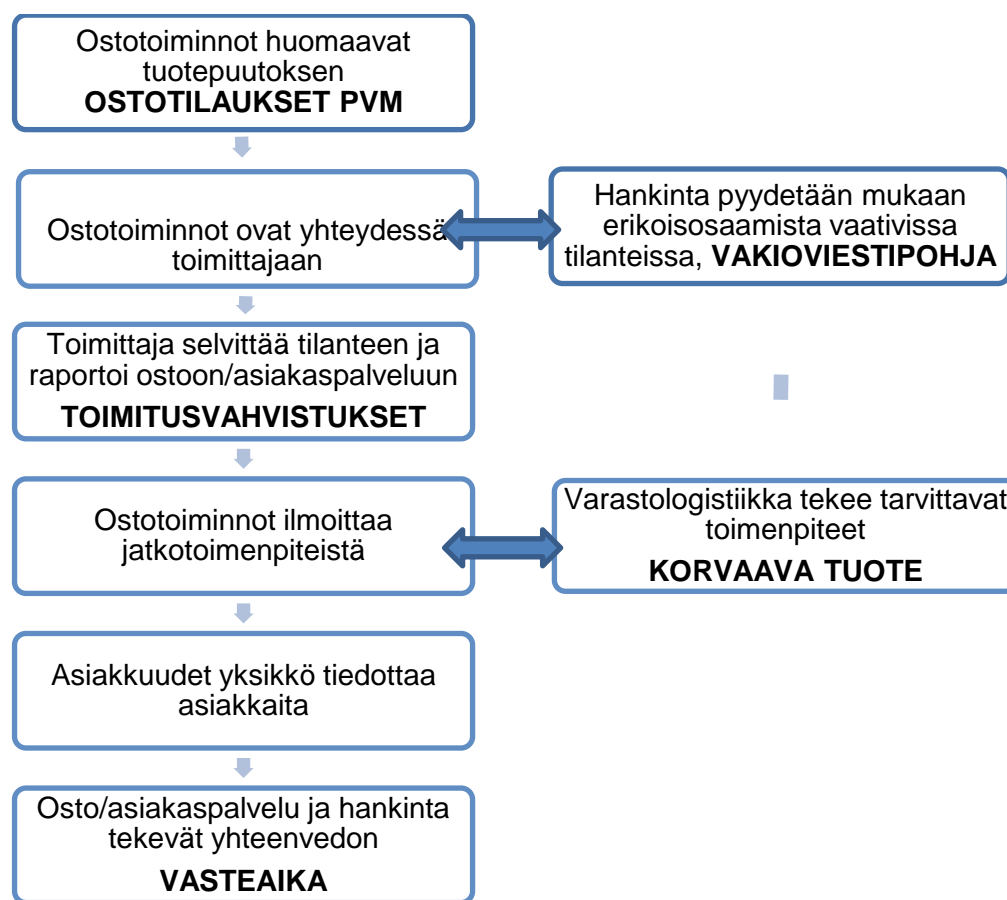 Ostotoiminnot huomaavat
tuotepuutoksen
OSTOTILAUKSET PVM
Ostotoiminnot ovat yhteydessä
toimittajaan
Hankinta pyydetään mukaan
erikoisosaamista vaativissa
tilanteissa, VAKIOVIESTIPOHJA
Toimittaja selvittää tilanteen ja
raportoi ostoon/asiakaspalveluun
TOIMITUSVAHVISTUKSET
Ostotoiminnot ilmoittaa
jatkotoimenpiteistä
Varastologistiikka tekee tarvittavat
toimenpiteet
KORVAAVA TUOTE
Asiakkuudet yksikkö tiedottaa
asiakkaita
Osto/asiakaspalvelu ja hankinta
tekevät yhteenvedon
VASTEAIKA